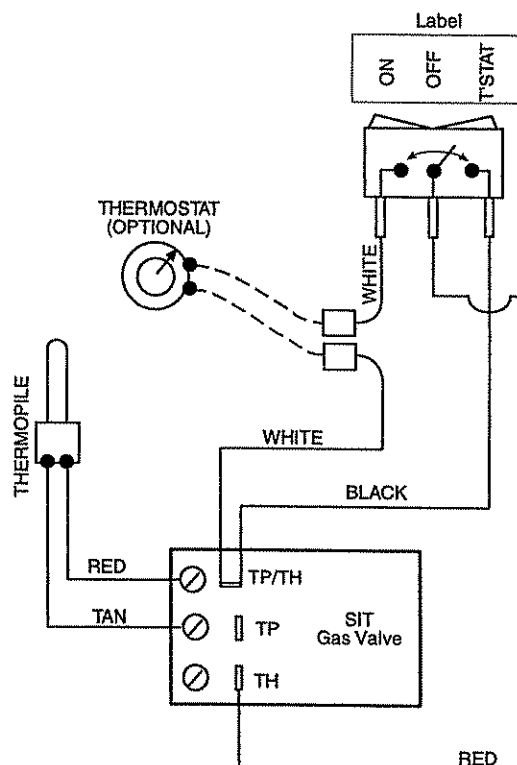 Label
ON
OFF
T'STAT
THERMOSTAT
(OPTIONAL)
WHITE
THERMOPILE
WHITE
BLACK
RED
TP/TH
TAN
TP
SIT
Gas Valve
TH
RED